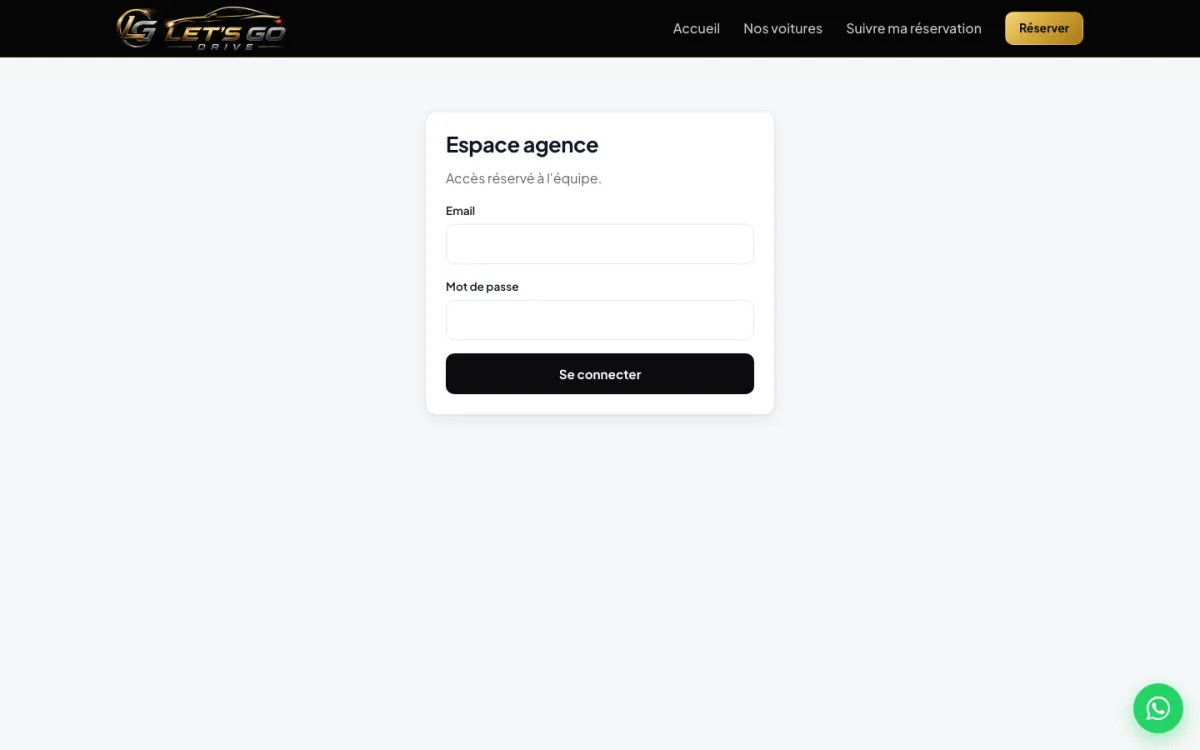 LG LET'S GO
DRIVE
Accueil
Nos voitures
Suivre ma réservation
Réserver
Espace agence
Accès réservé à l'équipe.
Email
Mot de passe
Se connecter